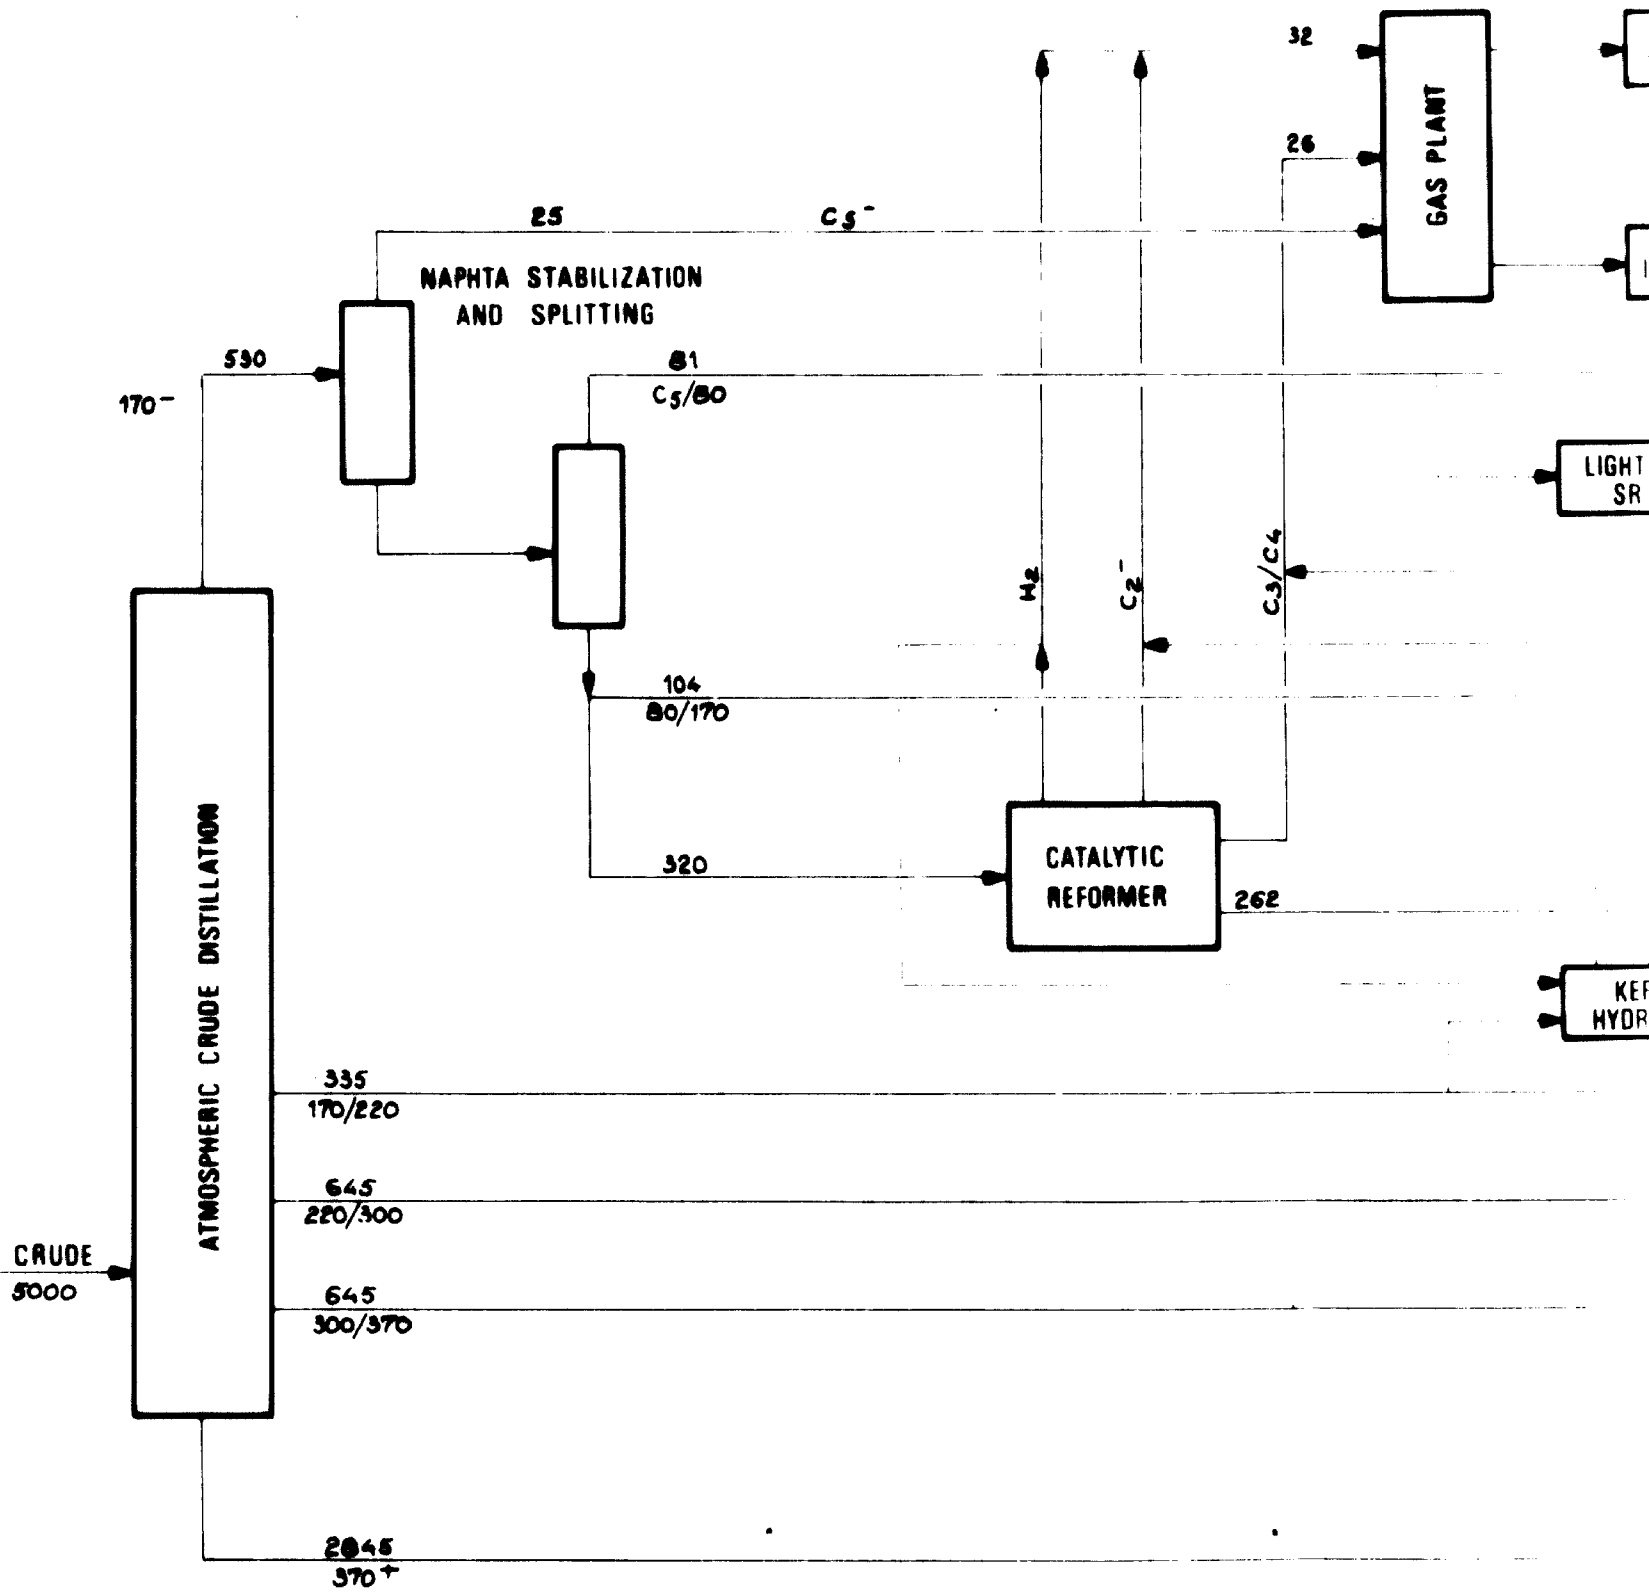 32
GAS PLANT
26
25
C5-
NAPHTA STABILIZATION
AND SPLITTING
530
170-
81
C5/80
LIGHT
SR
H2
C2-
C3/C4
104
80/170
320
CATALYTIC
REFORMER
262
ATMOSPHERIC CRUDE DISTILLATION
KER
HYDR
335
170/220
645
220/300
CRUDE
5000
645
300/370
2845
370+